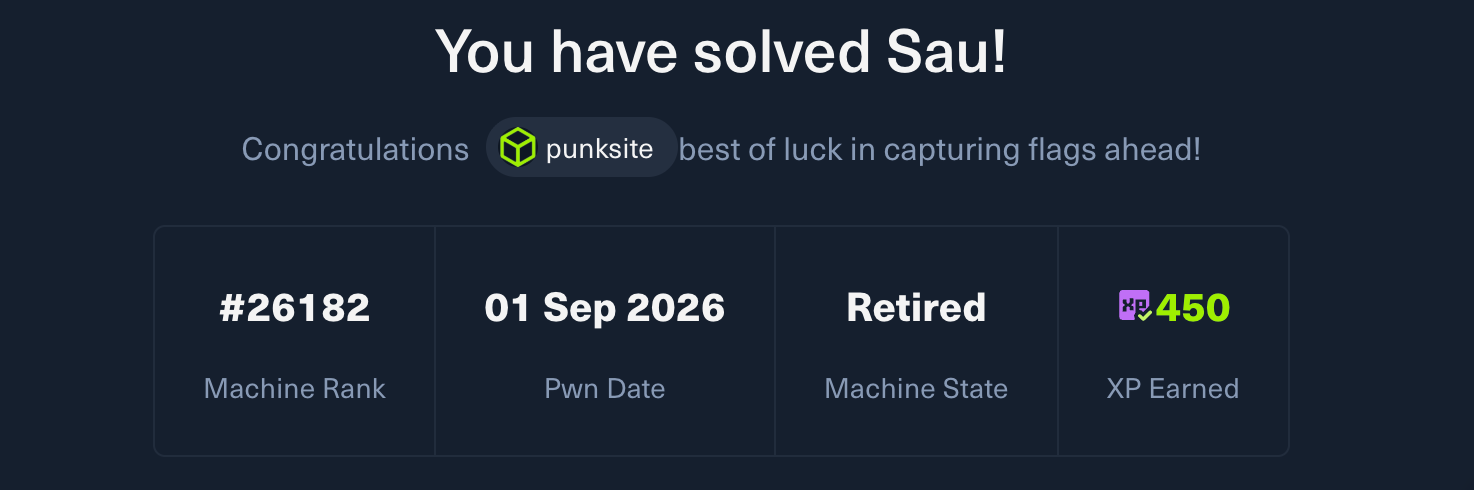 You have solved Sau!
Congratulations punksite best of luck in capturing flags ahead!
#26182 01 Sep 2026 Retired XP 450
Machine Rank Pwn Date Machine State XP Earned